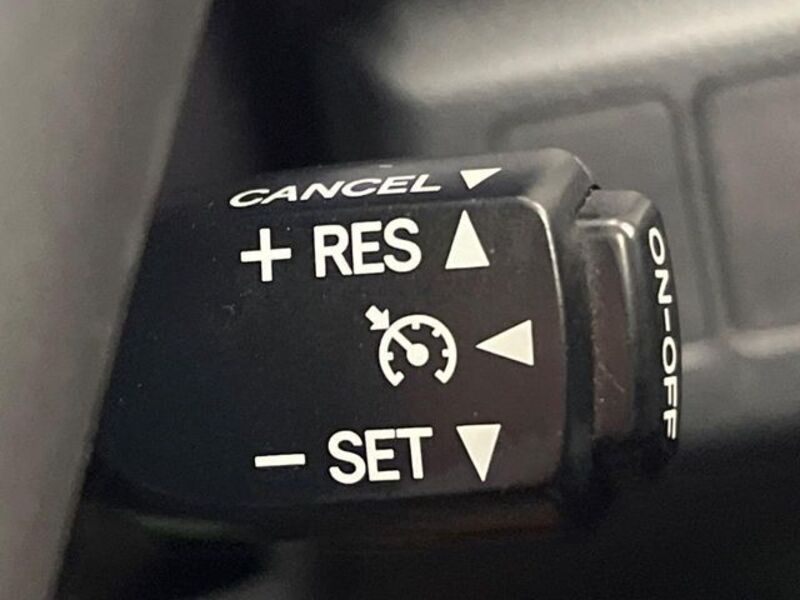 CANCEL
+ RES
- SET
ON-OFF